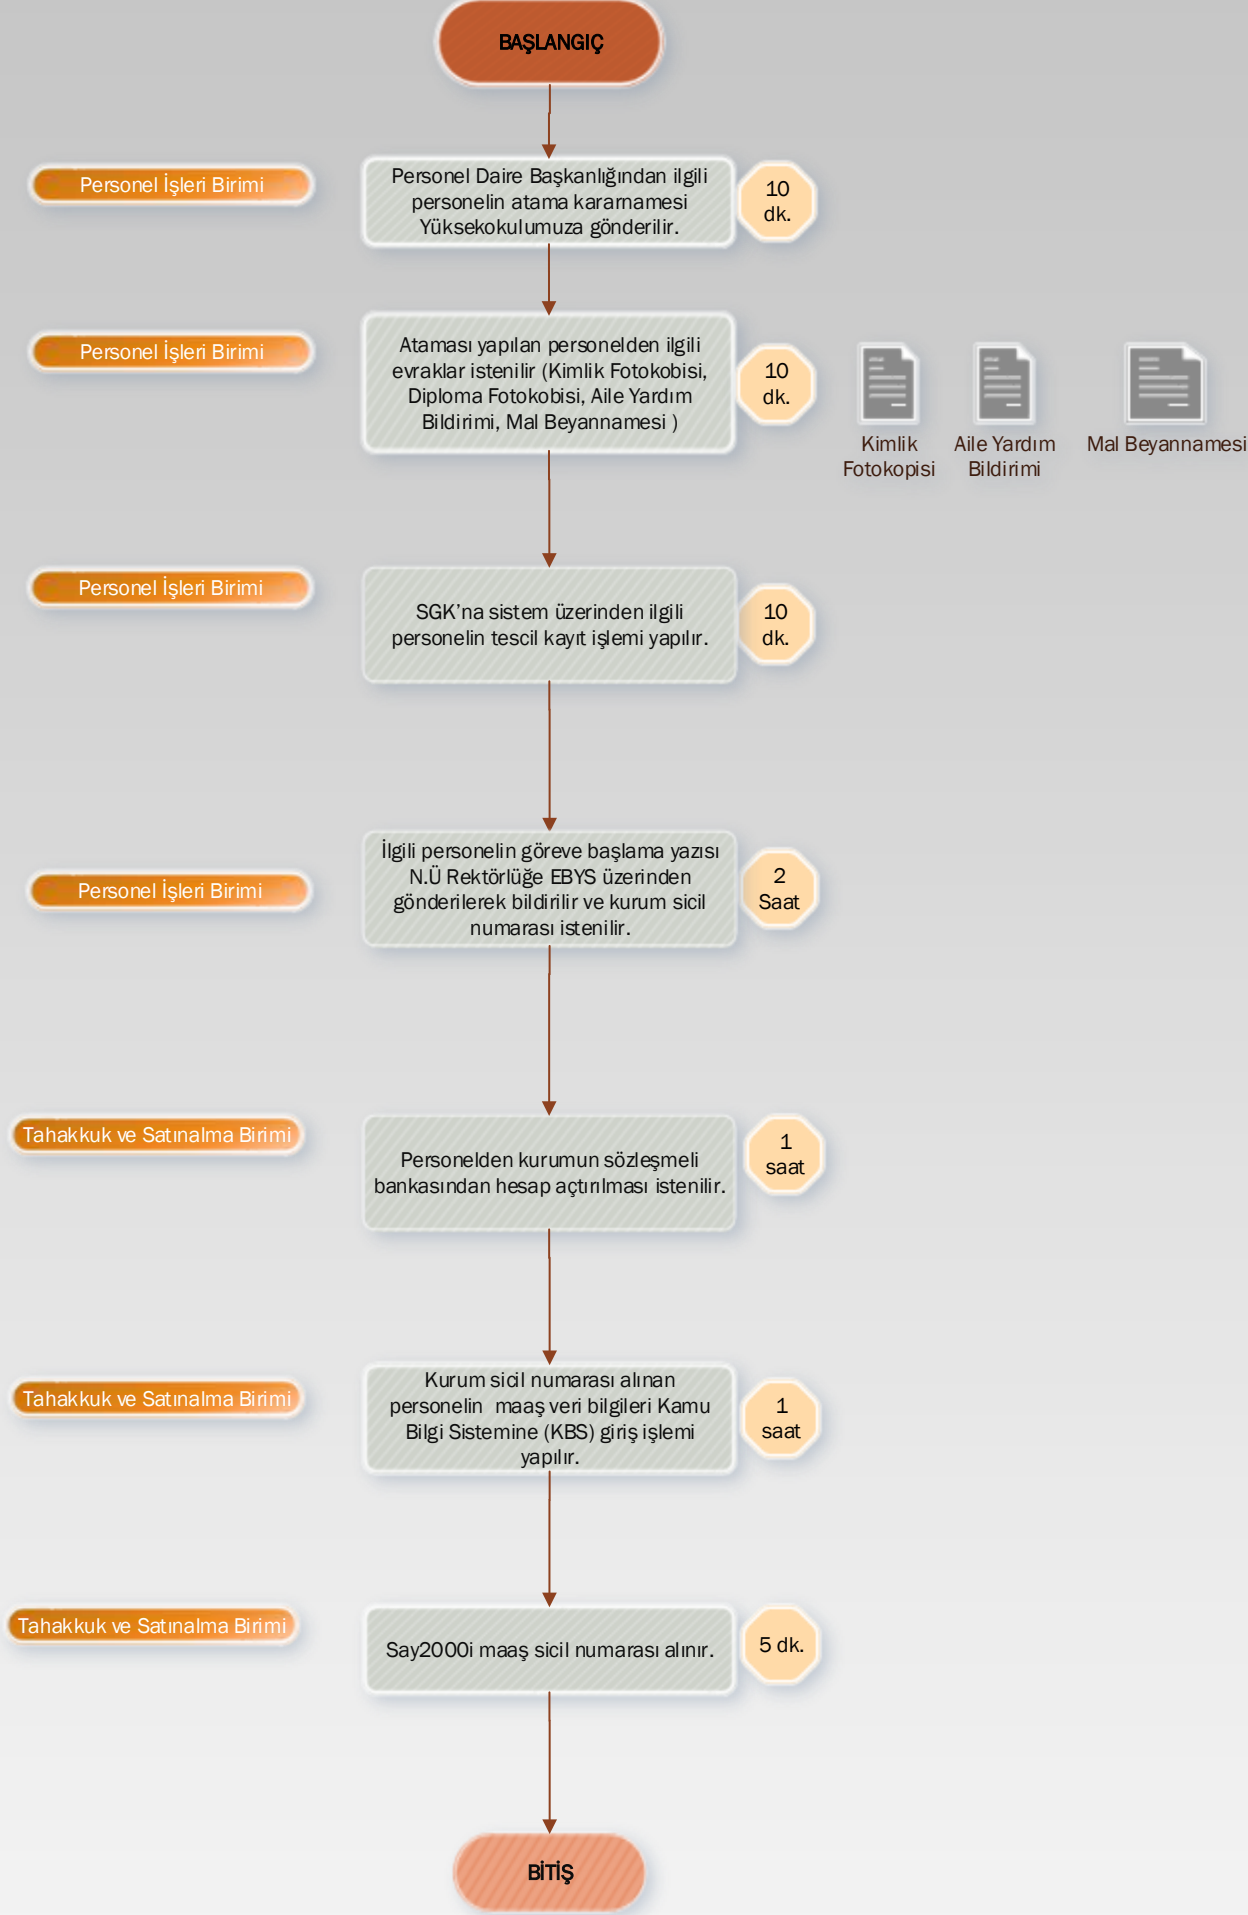 BAŞLANGIÇ
Personel İşleri Birimi
Personel Daire Başkanlığından ilgili
personelin atama kararnamesi
Yüksekokulumuza gönderilir.
10
dk.
Personel İşleri Birimi
Ataması yapılan personelden ilgili
evraklar istenilir (Kimlik Fotokobisi,
Diploma Fotokobisi, Aile Yardım
Bildirimi, Mal Beyannamesi )
10
dk.
Kimlik
Fotokopisi
Aile Yardım
Bildirimi
Mal Beyannamesi
Personel İşleri Birimi
SGK'na sistem üzerinden ilgili
personelin tescil kayıt işlemi yapılır.
10
dk.
Personel İşleri Birimi
İlgili personelin göreve başlama yazısı
N.Ü Rektörlüğe EBYS üzerinden
gönderilerek bildirilir ve kurum sicil
numarası istenilir.
2
Saat
Tahakkuk ve Satınalma Birimi
Personelden kurumun sözleşmeli
bankasından hesap açtırılması istenilir.
1
saat
Tahakkuk ve Satınalma Birimi
Kurum sicil numarası alınan
personelin  maaş veri bilgileri Kamu
Bilgi Sistemine (KBS) giriş işlemi
yapılır.
1
saat
Tahakkuk ve Satınalma Birimi
Say2000i maaş sicil numarası alınır.
5 dk.
BİTİŞ